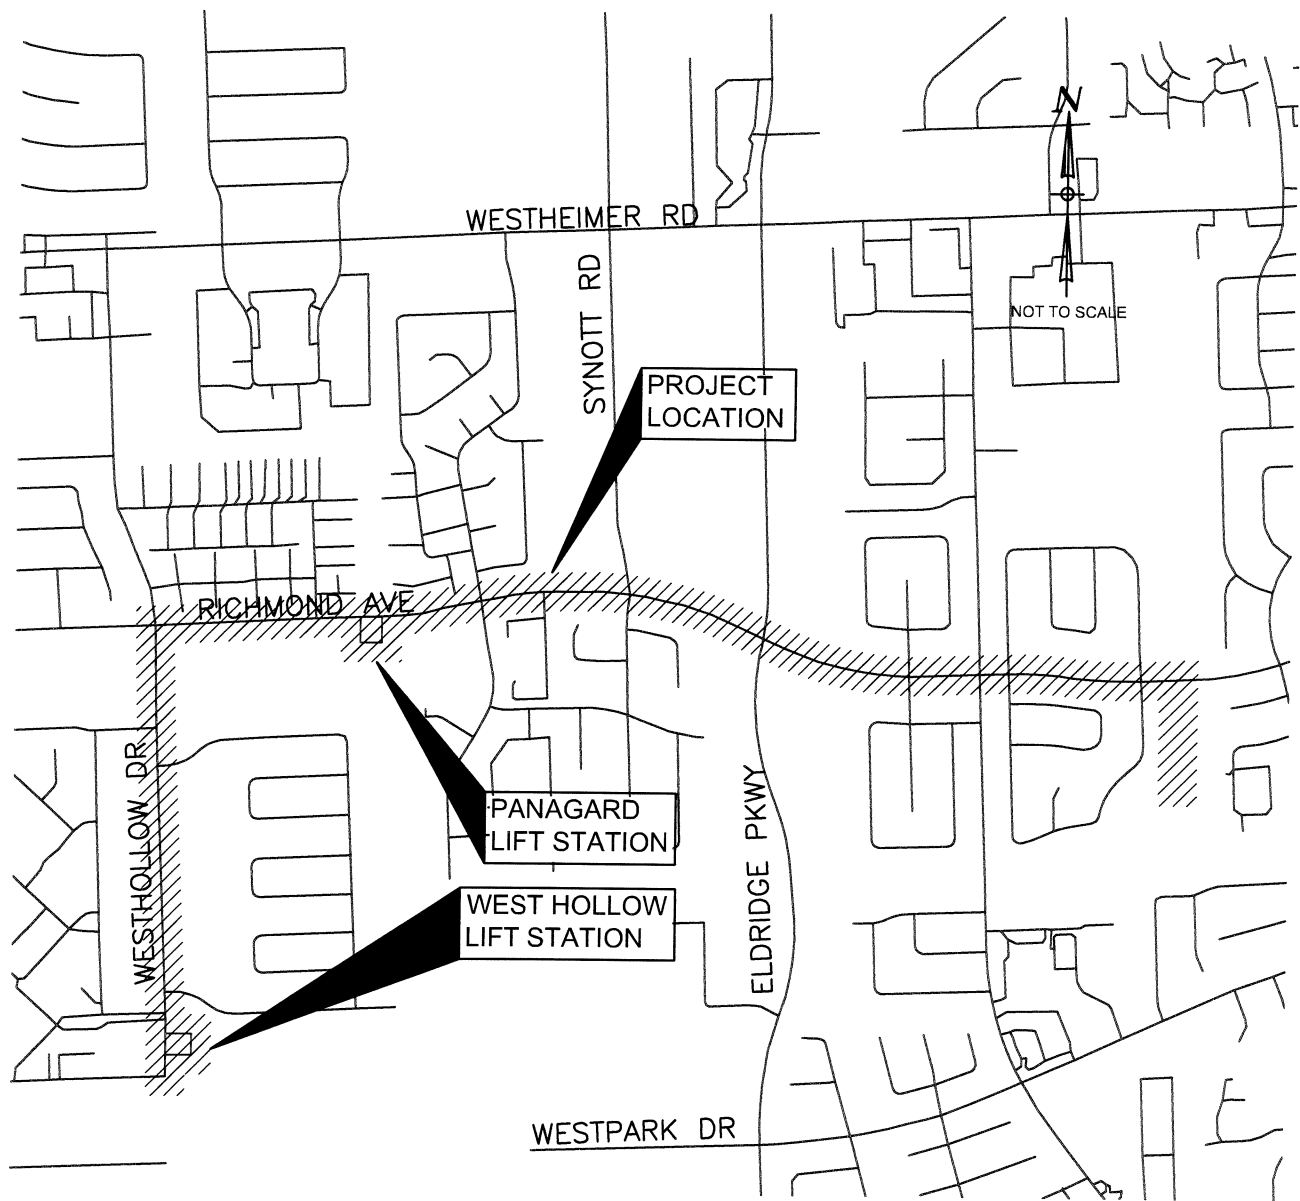 N
WESTHEIMER RD
SYNOTT RD
NOT TO SCALE
PROJECT
LOCATION
RICHMOND AVE
WESTHOLLOW DR
PANAGARD
LIFT STATION
ELDRIDGE PKWY
WEST HOLLOW
LIFT STATION
WESTPARK DR